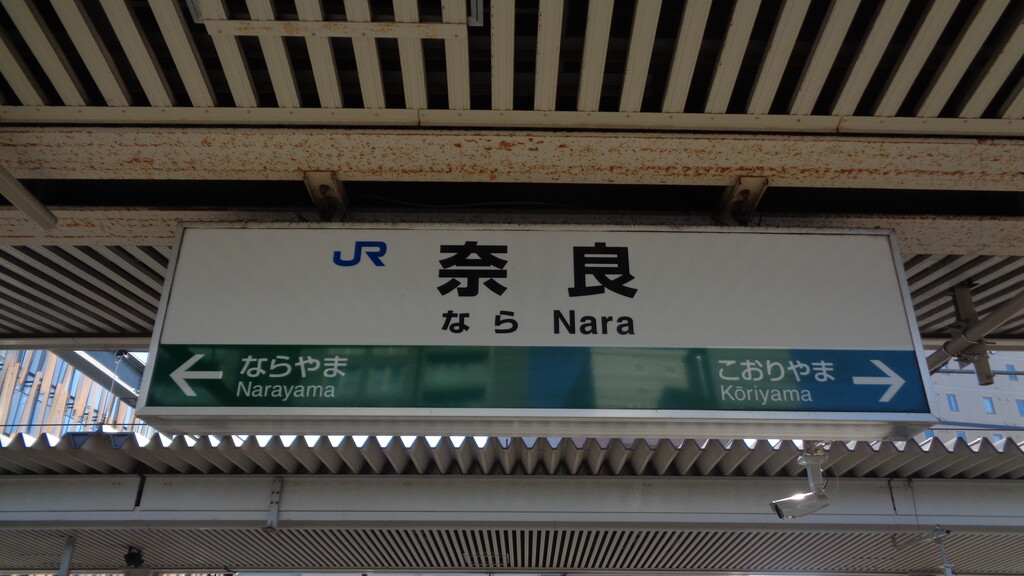 JR 奈良
なら Nara
← ならやま こおりやま →
Narayama Kōriyama